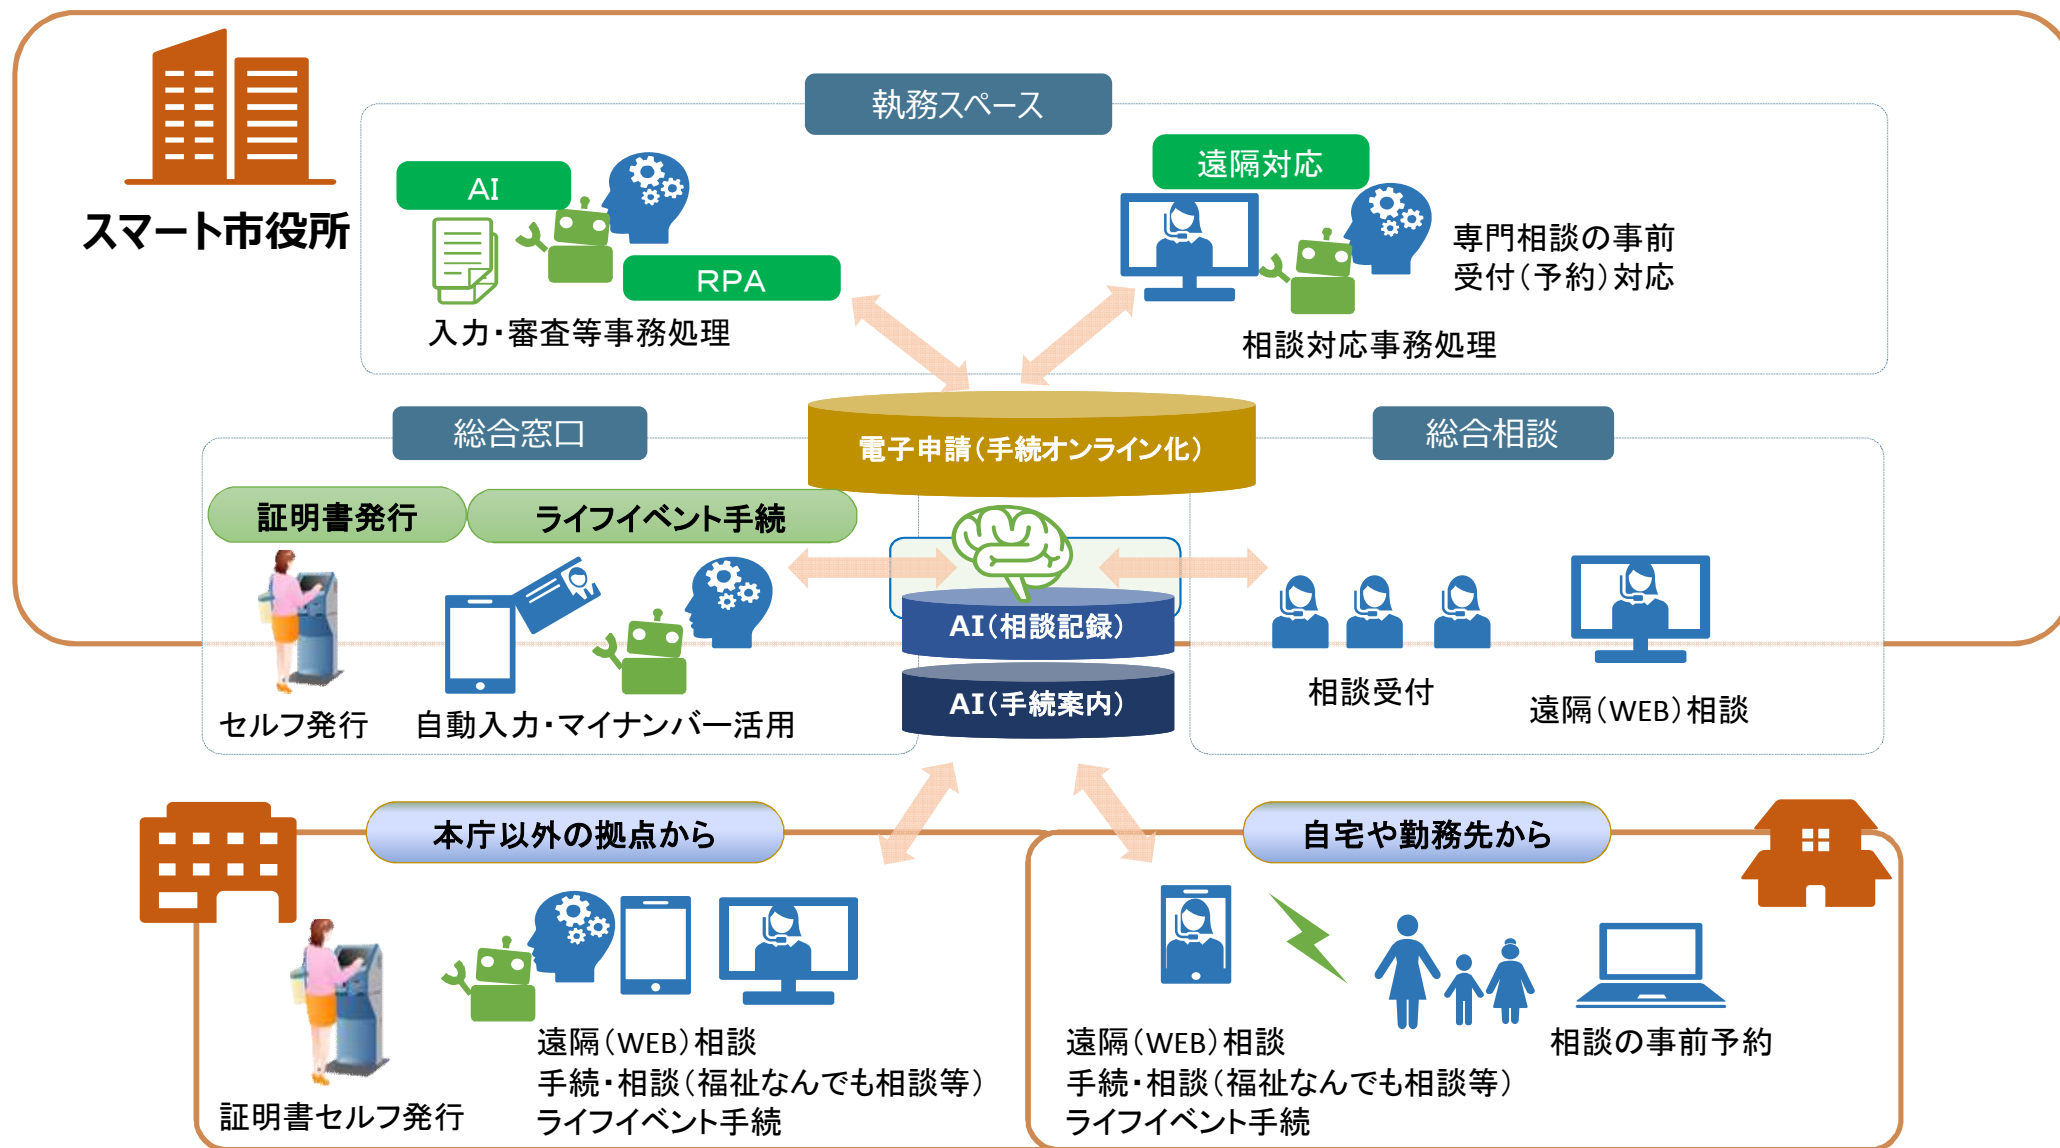 スマート市役所
執務スペース
AI
RPA
入力・審査等事務処理
遠隔対応
専門相談の事前
受付(予約)対応
相談対応事務処理
電子申請(手続オンライン化)
総合窓口
証明書発行
ライフイベント手続
セルフ発行
自動入力・マイナンバー活用
AI(相談記録)
AI(手続案内)
総合相談
相談受付
遠隔(WEB)相談
本庁以外の拠点から
証明書セルフ発行
遠隔(WEB)相談
手続・相談(福祉なんでも相談等)
ライフイベント手続
自宅や勤務先から
遠隔(WEB)相談
手続・相談(福祉なんでも相談等)
ライフイベント手続
相談の事前予約